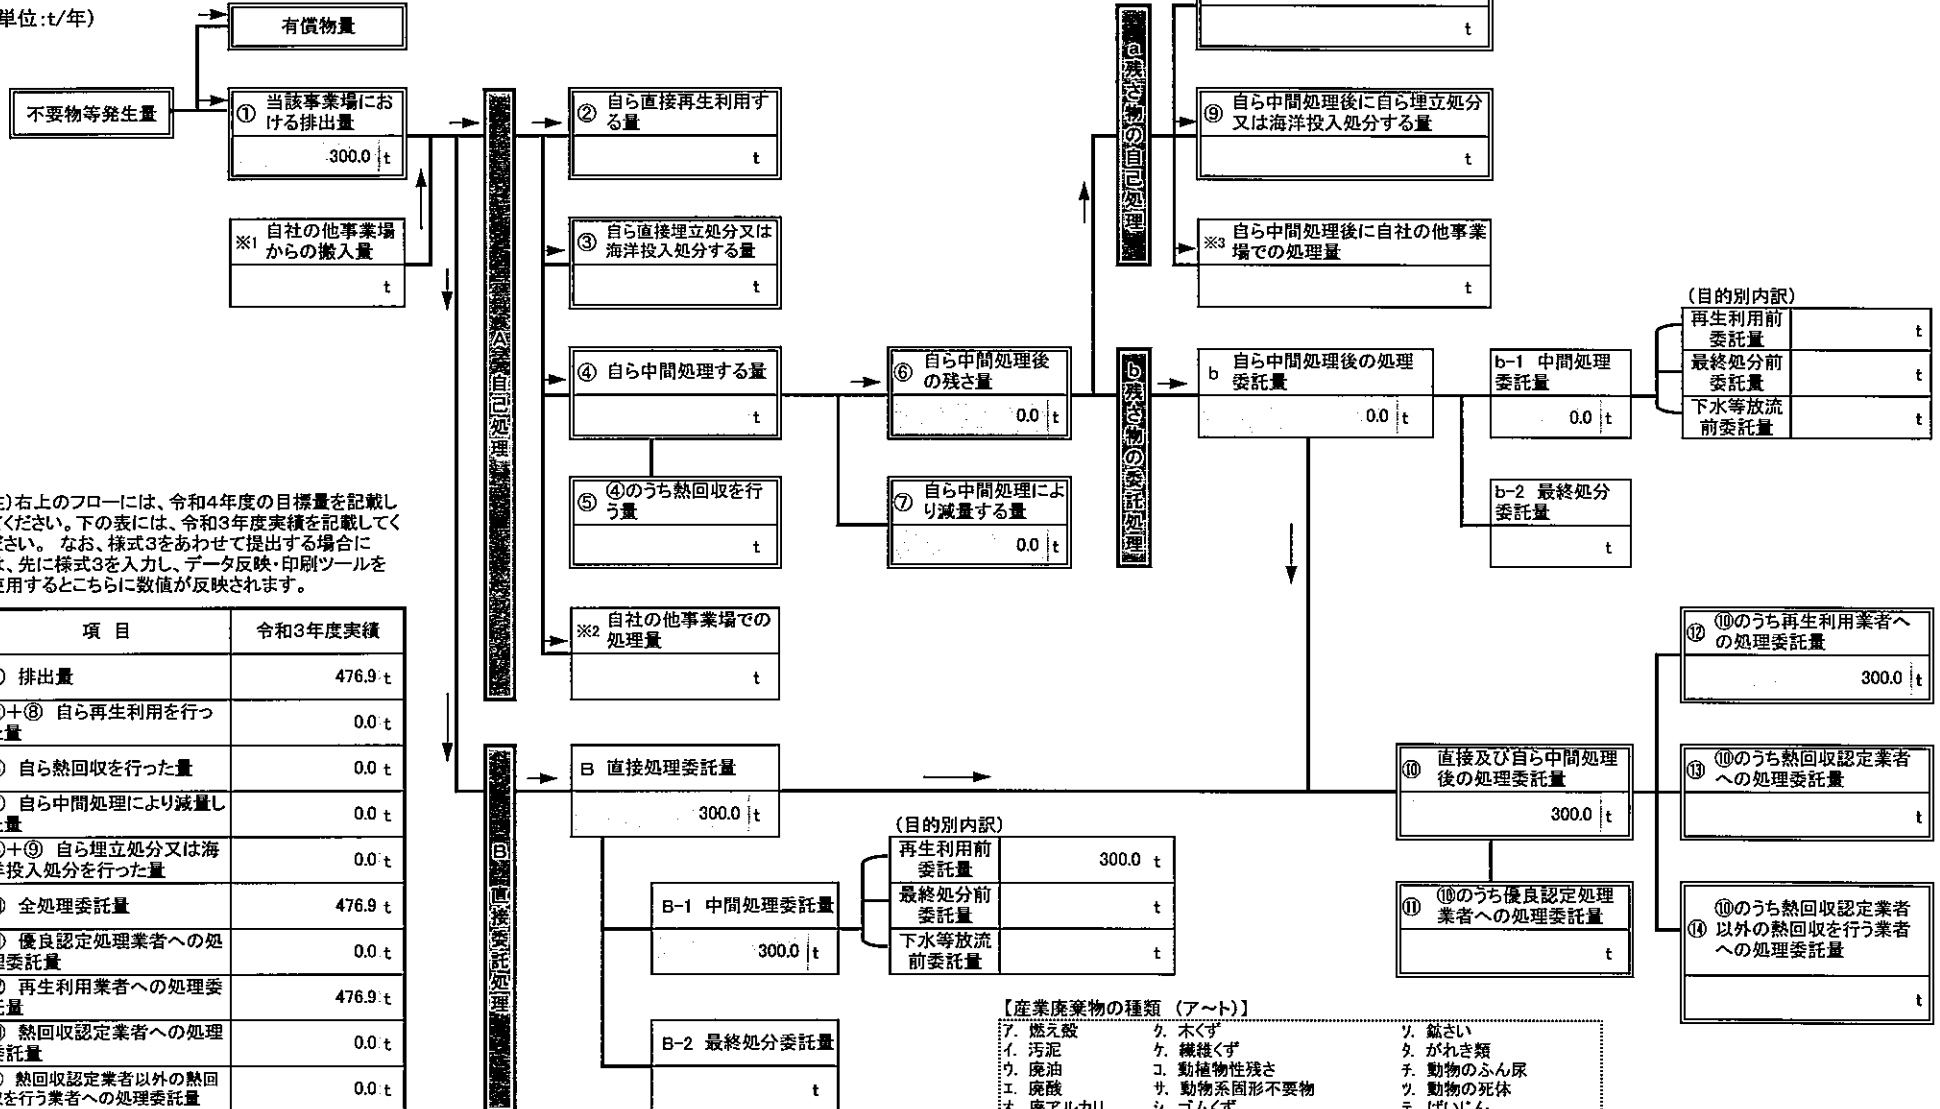 単位:t/年)
有償物量
t
不要物等発生量
① 当該事業場にお
ける排出量
300.0 t
※1 自社の他事業場
からの搬入量
t
A
自己処理
② 自ら直接再生利用す
る量
t
③ 自ら直接埋立処分又は
海洋投入処分する量
t
④ 自ら中間処理する量
t
⑤ ④のうち熱回収を行
う量
t
※2 自社の他事業場での
処理量
t
⑥ 自ら中間処理後
の残さ量
0.0 t
⑦ 自ら中間処理によ
り減量する量
0.0 t
a残さ物の自己処理
⑨ 自ら中間処理後に自ら埋立処分
又は海洋投入処分する量
t
※3 自ら中間処理後に自社の他事業
場での処理量
t
b残さ物の委託処理
b 自ら中間処理後の処理
委託量
0.0 t
b-1 中間処理
委託量
0.0 t
b-2 最終処分
委託量
t
(目的別内訳)
再生利用前
委託量
t
最終処分前
委託量
t
下水等放流
前委託量
t
)右上のフローには、令和4年度の目標量を記載し
ください。下の表には、令和3年度実績を記載してく
さい。 なお、様式3をあわせて提出する場合に
、先に様式3を入力し、データ反映・印刷ツールを
用するとこちらに数値が反映されます。
項 目 令和3年度実績
排出量 476.9 t
+⑧ 自ら再生利用を行っ
量 0.0 t
自ら熱回収を行った量 0.0 t
自ら中間処理により減量し
量 0.0 t
+⑨ 自ら埋立処分又は海
投入処分を行った量 0.0 t
全処理委託量 476.9 t
優良認定処理業者への処
委託量 0.0 t
再生利用業者への処理委
量 476.9 t
熱回収認定業者への処理
託量 0.0 t
熱回収認定業者以外の熱回
を行う業者への処理委託量 0.0 t
B直接委託処理
B 直接処理委託量
300.0 t
B-1 中間処理委託量
300.0 t
B-2 最終処分委託量
t
(目的別内訳)
再生利用前
委託量
300.0 t
最終処分前
委託量
t
下水等放流
前委託量
t
⑩ 直接及び自ら中間処理
後の処理委託量
300.0 t
⑪ ⑩のうち優良認定処理
業者への処理委託量
t
⑫ ⑩のうち再生利用業者へ
の処理委託量
300.0 t
⑬ ⑩のうち熱回収認定業者
への処理委託量
t
⑭ ⑩のうち熱回収認定業者
以外の熱回収を行う業者
への処理委託量
t
【産業廃棄物の種類 (ア〜ト)】
ア. 燃え殻 ク. 木くず ソ. 鉱さい
イ. 汚泥 ケ. 繊維くず タ. がれき類
ウ. 廃油 コ. 動植物性残さ チ. 動物のふん尿
エ. 廃酸 サ. 動物系固形不要物 ツ. 動物の死体
オ. 廃アルカリ シ. ゴムくず テ. ばいじん